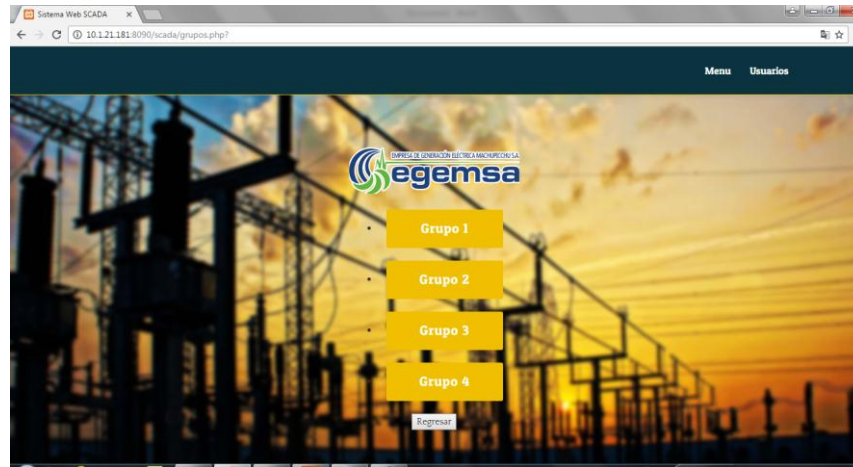 Sistema Web SCADA
10.1.21.181:8090/scada/grupos.php?
Menu Usuarios
EMPRESA DE GENERACIÓN ELÉCTRICA MACHUPICCHU S.A.
egemsa
Grupo 1
Grupo 2
Grupo 3
Grupo 4
Regresar